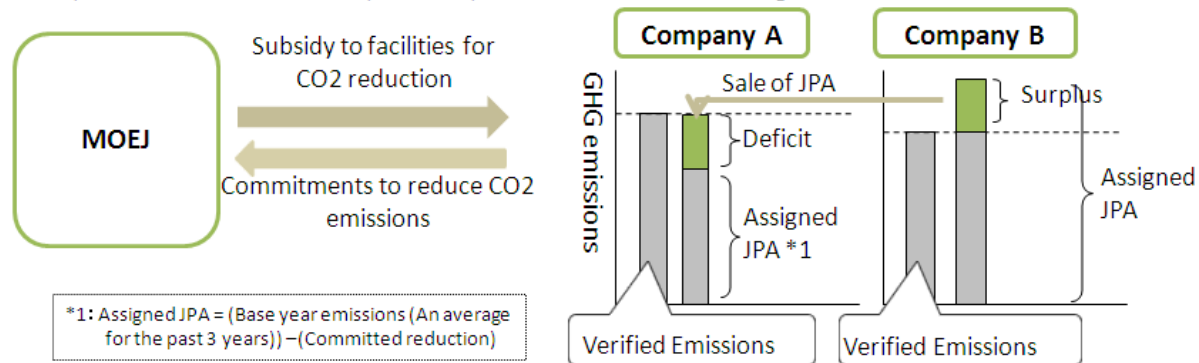 MOEJ
Subsidy to facilities for
CO2 reduction
Commitments to reduce CO2
emissions
*1: Assigned JPA = (Base year emissions (An average
for the past 3 years)) –(Committed reduction)
Company A
Company B
GHG emissions
Sale of JPA
Deficit
Assigned
JPA *1
Verified Emissions
Surplus
Assigned
JPA
Verified Emissions